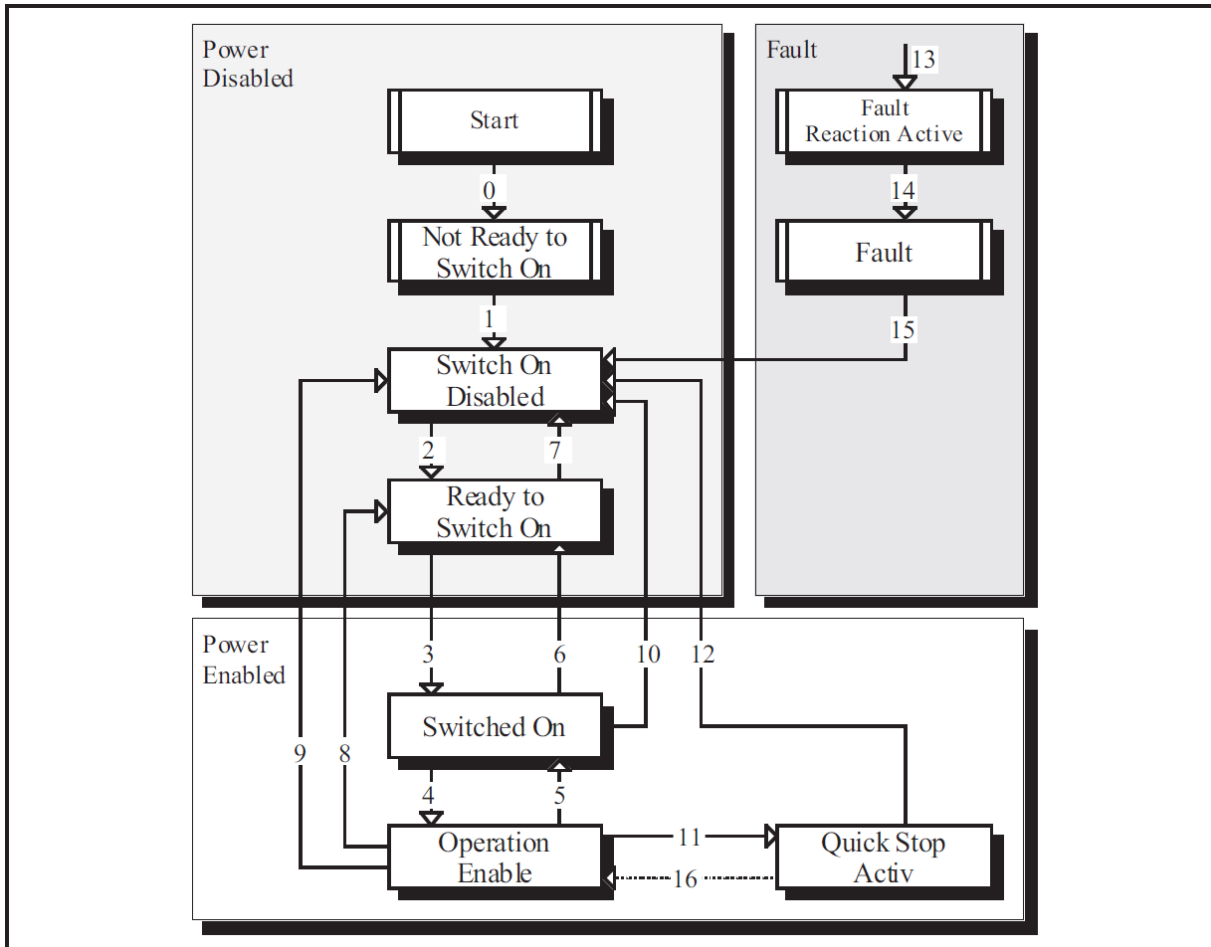 Power
Disabled
Start
0
Not Ready to
Switch On
1
Switch On
Disabled
2
7
Ready to
Switch On
Fault
13
Fault
Reaction Active
14
Fault
15
Power
Enabled
3
6
10
12
Switched On
9
8
4
5
Operation
Enable
11
16
Quick Stop
Activ